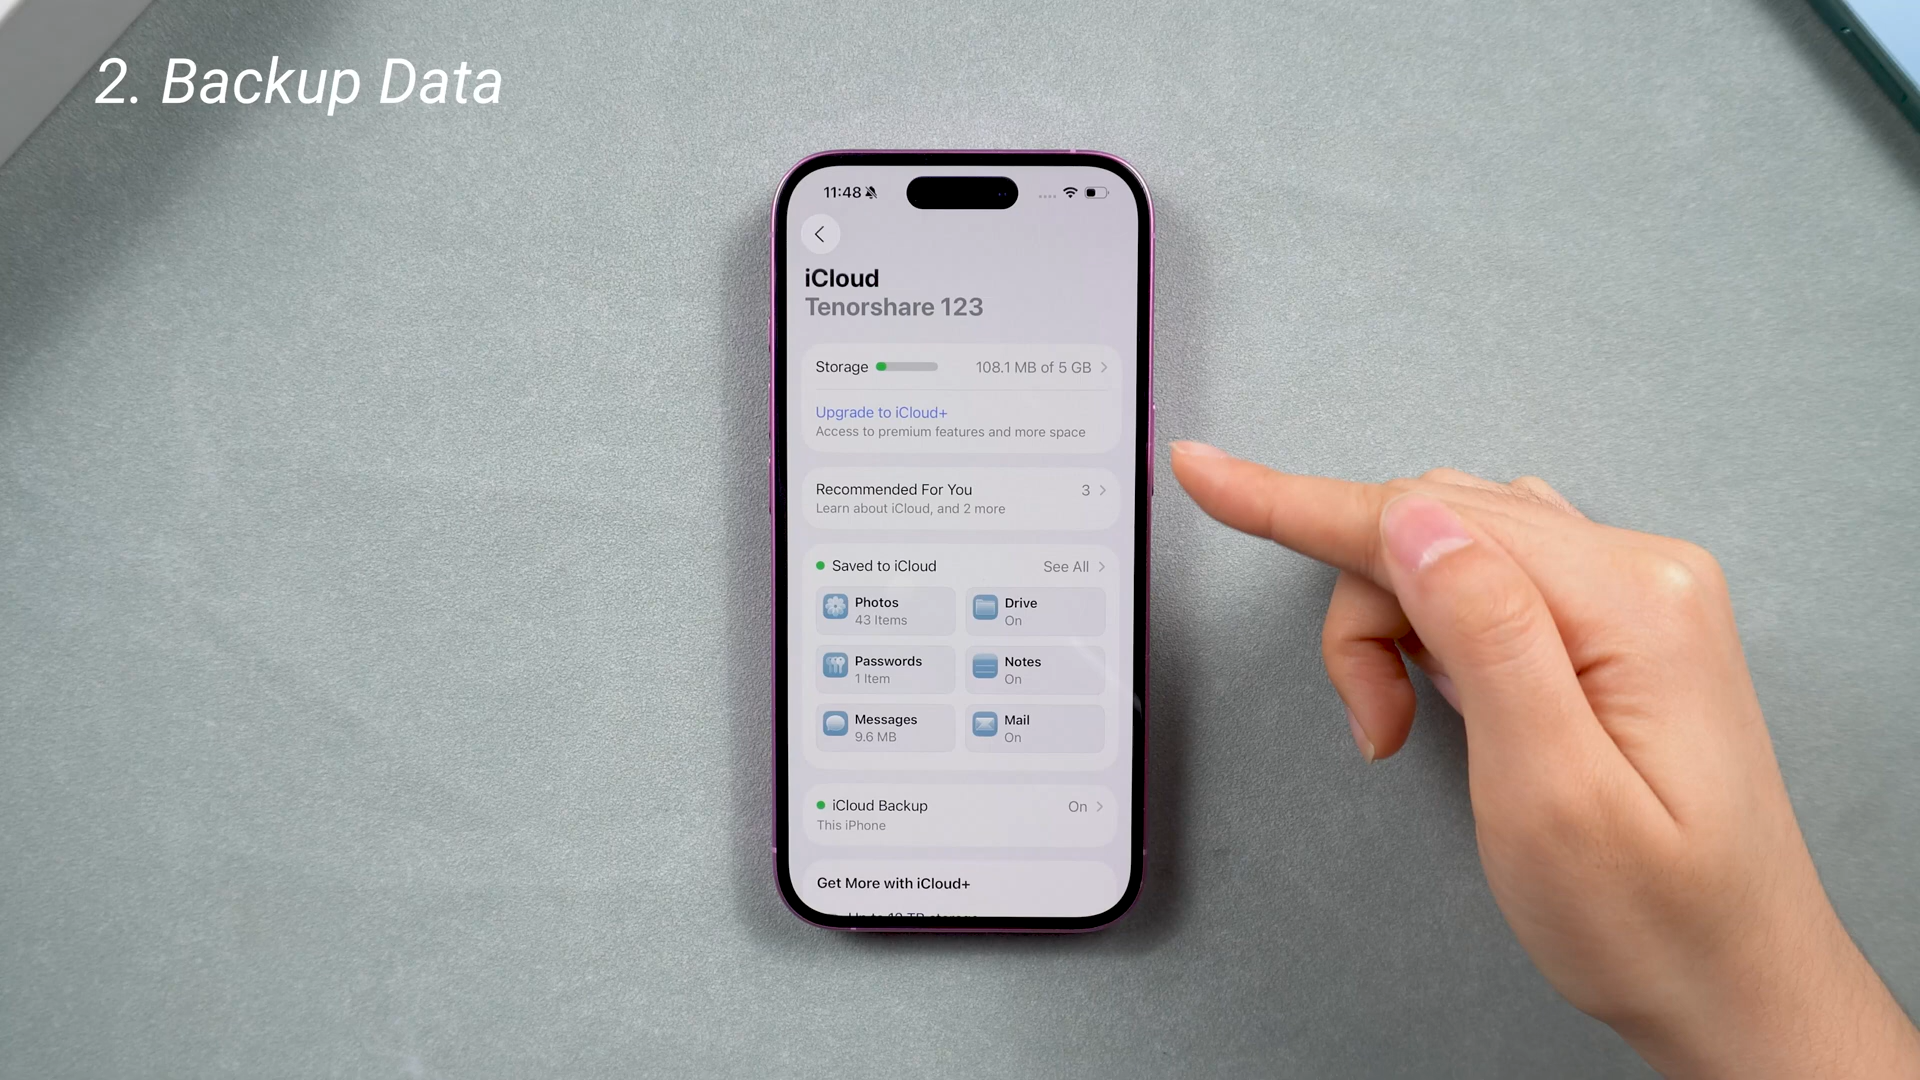 2. Backup Data
11:48
iCloud
Tenorshare 123
Storage 108.1 MB of 5 GB
Upgrade to iCloud+
Access to premium features and more space
Recommended For You 3
Learn about iCloud, and 2 more
Saved to iCloud See All
Photos
43 Items
Drive
On
Passwords
1 Item
Notes
On
Messages
9.6 MB
Mail
On
iCloud Backup On
This iPhone
Get More with iCloud+